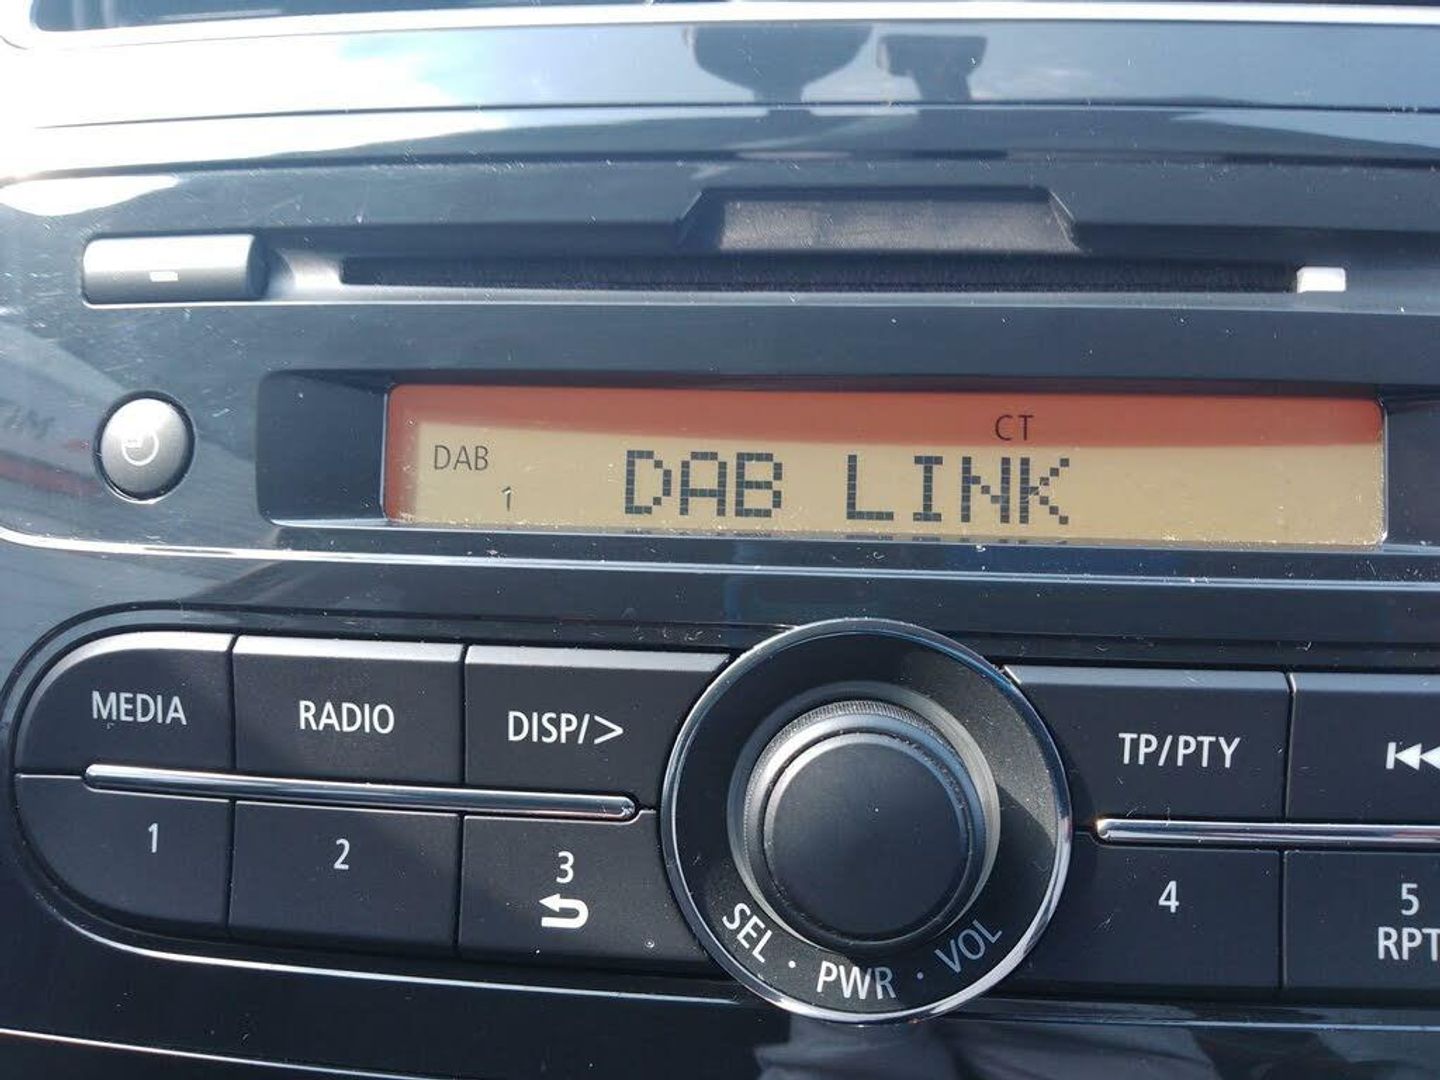 CT
DAB
1
DAB LINK
MEDIA
RADIO
DISP/>
TP/PTY
1
2
3
4
5
RPT
SEL · PWR · VOL